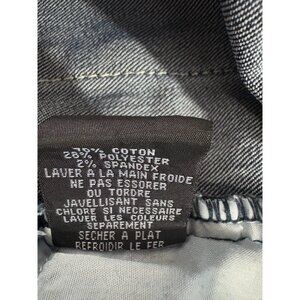 70% COTON
28% POLYESTER
2% SPANDEX
LAVER A LA MAIN FROIDE
NE PAS ESSORER
OU TORDRE
JAVELLISANT SANS
CHLORE SI NECESSAIRE
LAVER LES COULEURS
SEPAREMENT
SECHER A PLAT
REFROIDIR LE FER